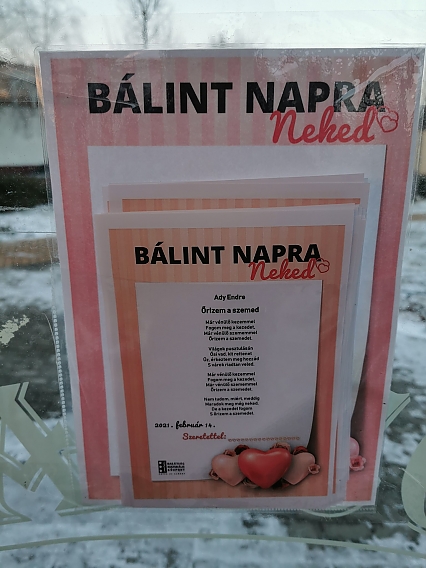 BÁLINT NAPRA
Neked
BÁLINT NAPRA
Neked
Ady Endre
Őrizem a szemed
Már vénülő kezemmel
Fogom meg a kezedet,
Már vénülő szememmel
Őrizem a szemedet.
Világok pusztulásán
Ősi vad, kit rettenet
Űz, érkeztem meg hozzád
S várok riadtan veled.
Már vénülő kezemmel
Fogom meg a kezedet,
Már vénülő szememmel
Őrizem a szemedet.
Nem tudom, miért, meddig
Maradok meg még neked,
De a kezedet fogom
S őrizem a szemedet.
2021. február 14.
Szeretettel: